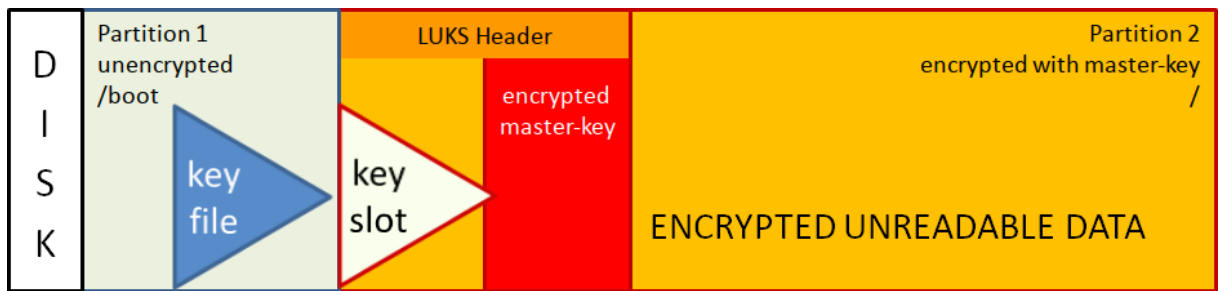 DISK
Partition 1
unencrypted
/boot
key
file
LUKS Header
key
slot
encrypted
master-key
Partition 2
encrypted with master-key
/
ENCRYPTED UNREADABLE DATA